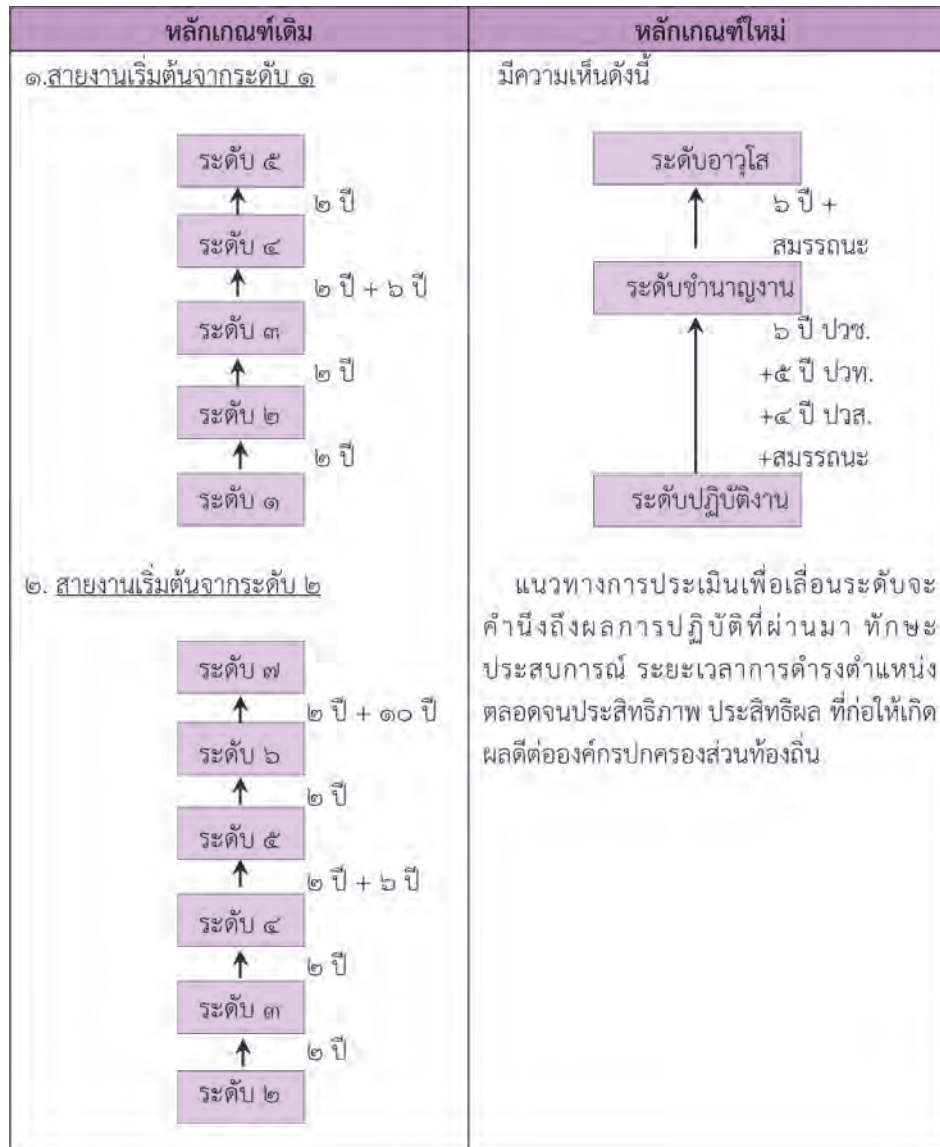 หลักเกณฑ์เดิม
๑.สายงานเริ่มต้นจากระดับ ๑
ระดับ ๕
๒ ปี
ระดับ ๔
๒ ปี + ๖ ปี
ระดับ ๓
๒ ปี
ระดับ ๒
๒ ปี
ระดับ ๑
๒. สายงานเริ่มต้นจากระดับ ๒
ระดับ ๗
๒ ปี + ๑๐ ปี
ระดับ ๖
๒ ปี
ระดับ ๕
๒ ปี + ๖ ปี
ระดับ ๔
๒ ปี
ระดับ ๓
๒ ปี
ระดับ ๒
หลักเกณฑ์ใหม่
มีความเห็นดังนี้
ระดับอาวุโส
๖ ปี +
สมรรถนะ
ระดับชำนาญงาน
๖ ปี ปวช.
+๕ ปี ปวท.
+๔ ปี ปวส.
+สมรรถนะ
ระดับปฏิบัติงาน
แนวทางการประเมินเพื่อเลื่อนระดับจะ
คำนึงถึงผลการปฏิบัติที่ผ่านมา ทักษะ
ประสบการณ์ ระยะเวลาการดำรงตำแหน่ง
ตลอดจนประสิทธิภาพ ประสิทธิผล ที่ก่อให้เกิด
ผลดีต่อองค์กรปกครองส่วนท้องถิ่น